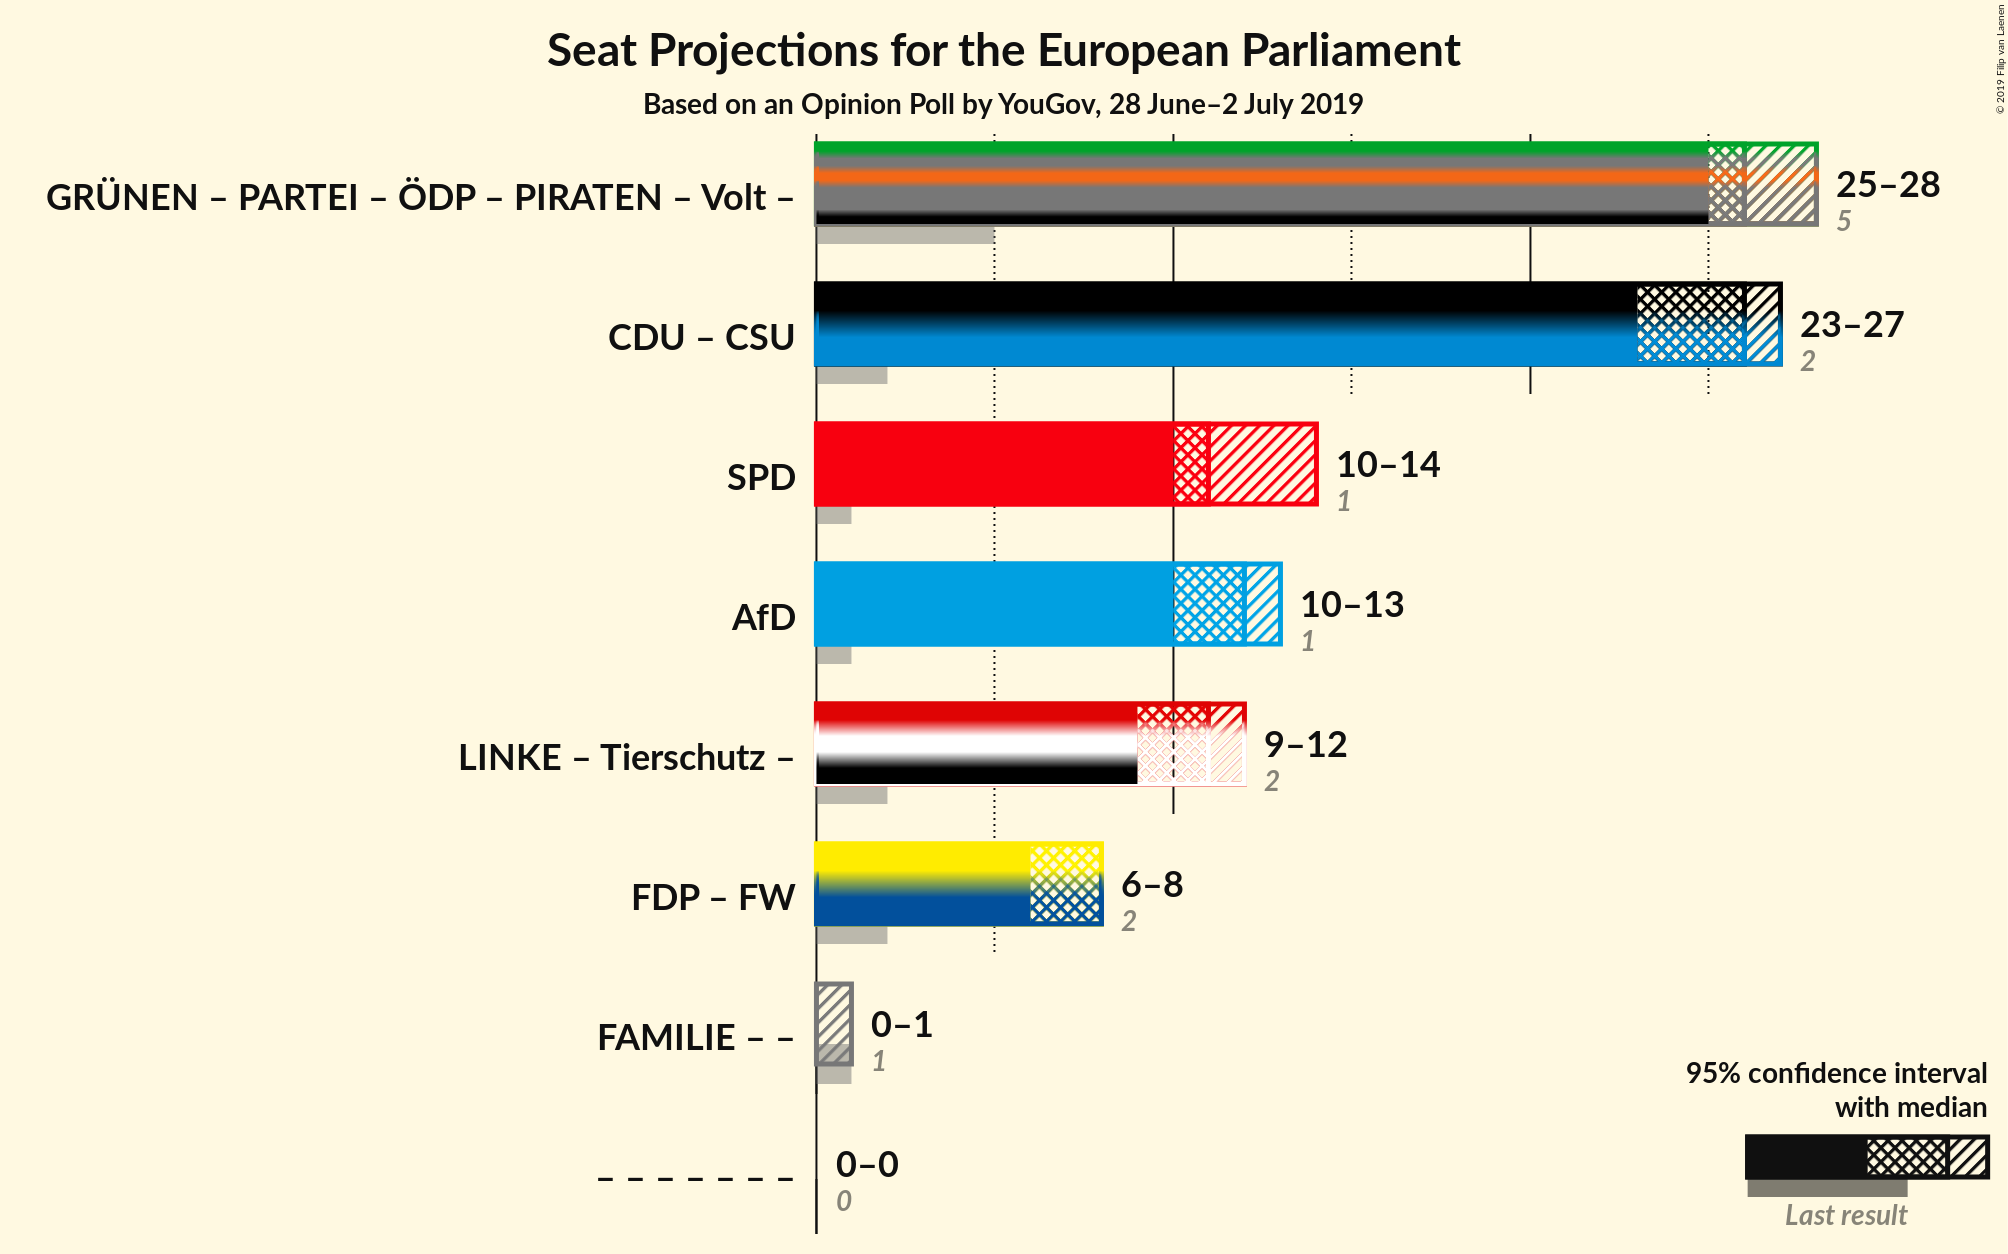 Seat Projections for the European Parliament
Based on an Opinion Poll by YouGov, 28 June–2 July 2019
© 2019 Filip van Laenen
GRÜNEN – PARTEI – ÖDP – PIRATEN – Volt –
25–28
5
CDU – CSU
23–27
2
SPD
10–14
1
AfD
10–13
1
LINKE – Tierschutz –
9–12
2
FDP – FW
6–8
2
FAMILIE – –
0–1
1
– – – – – – –
0–0
0
95% confidence interval
with median
Last result